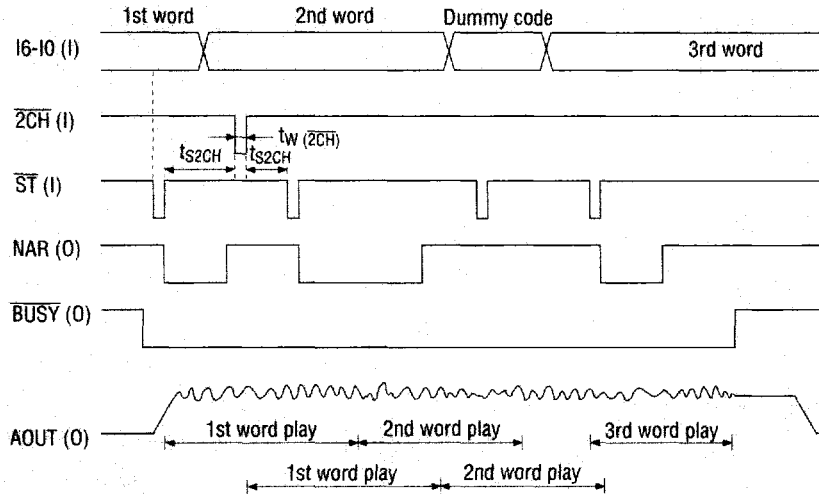 1st word 2nd word Dummy code
I6-I0 (I) 3rd word
2CH (I)
tW (2CH)
tS2CH tS2CH
ST (I)
NAR (O)
BUSY (O)
AOUT (O)
1st word play 2nd word play 3rd word play
1st word play 2nd word play